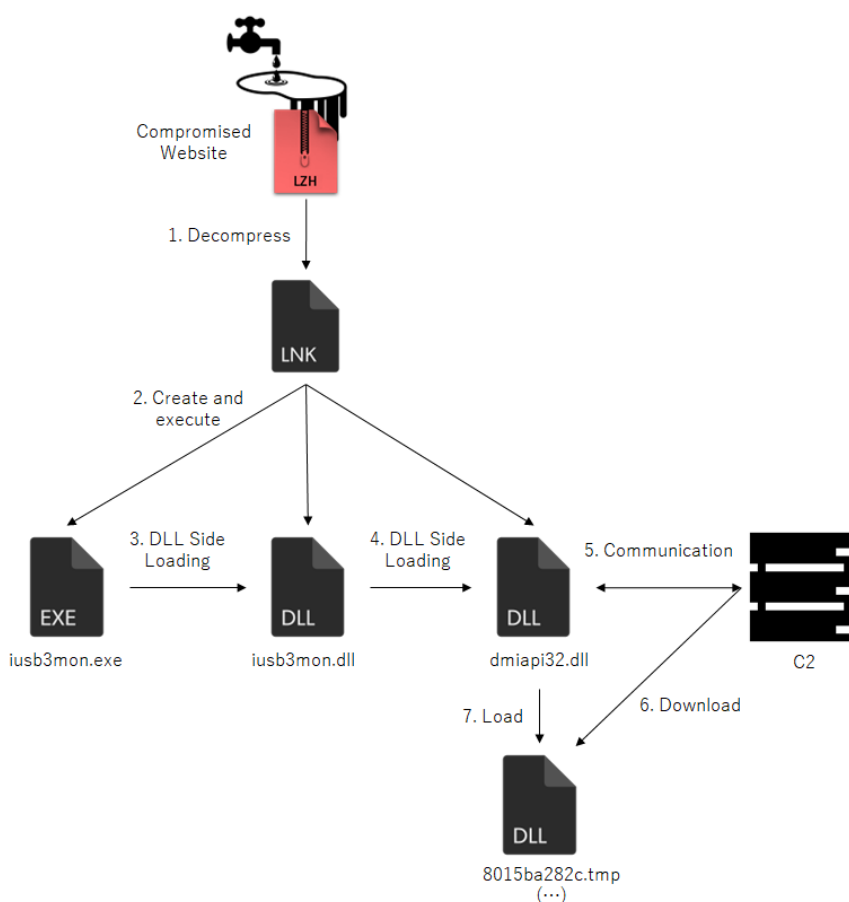 Compromised
Website
LZH
1. Decompress
LNK
2. Create and
execute
3. DLL Side
Loading
4. DLL Side
Loading
5. Communication
EXE
DLL
DLL
iusb3mon.exe
iusb3mon.dll
dmiapi32.dll
C2
7. Load
6. Download
DLL
8015ba282c.tmp
(…)